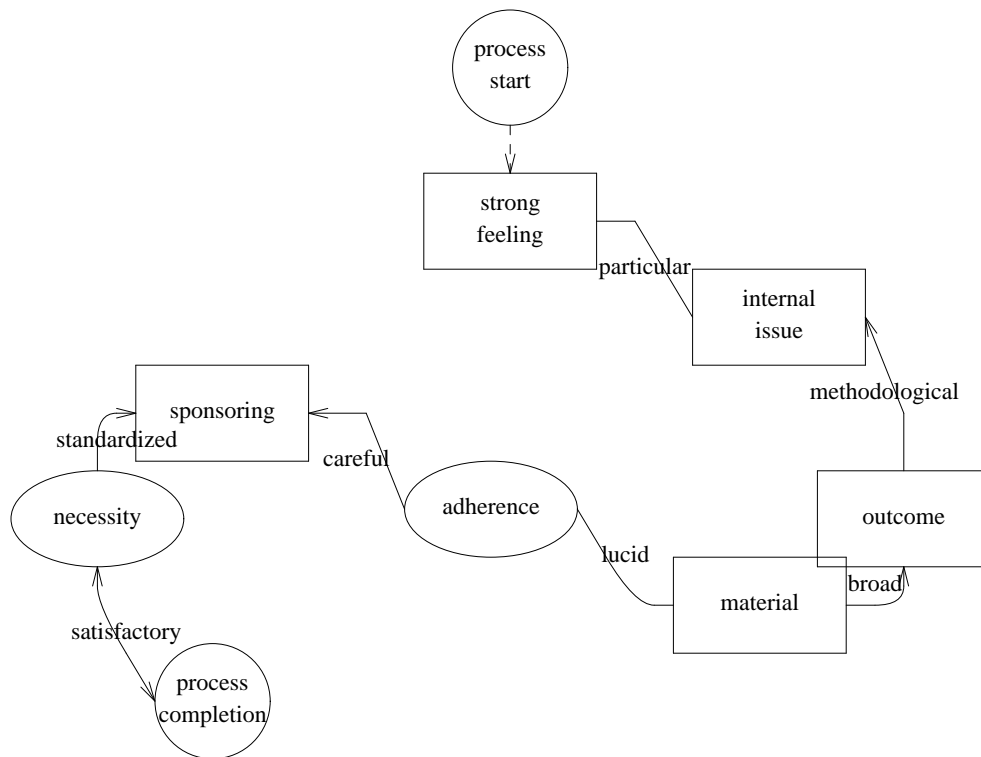 process
start
strong
feeling
particular
internal
issue
methodological
sponsoring
standardized
careful
necessity
adherence
outcome
lucid
broad
material
satisfactory
process
completion